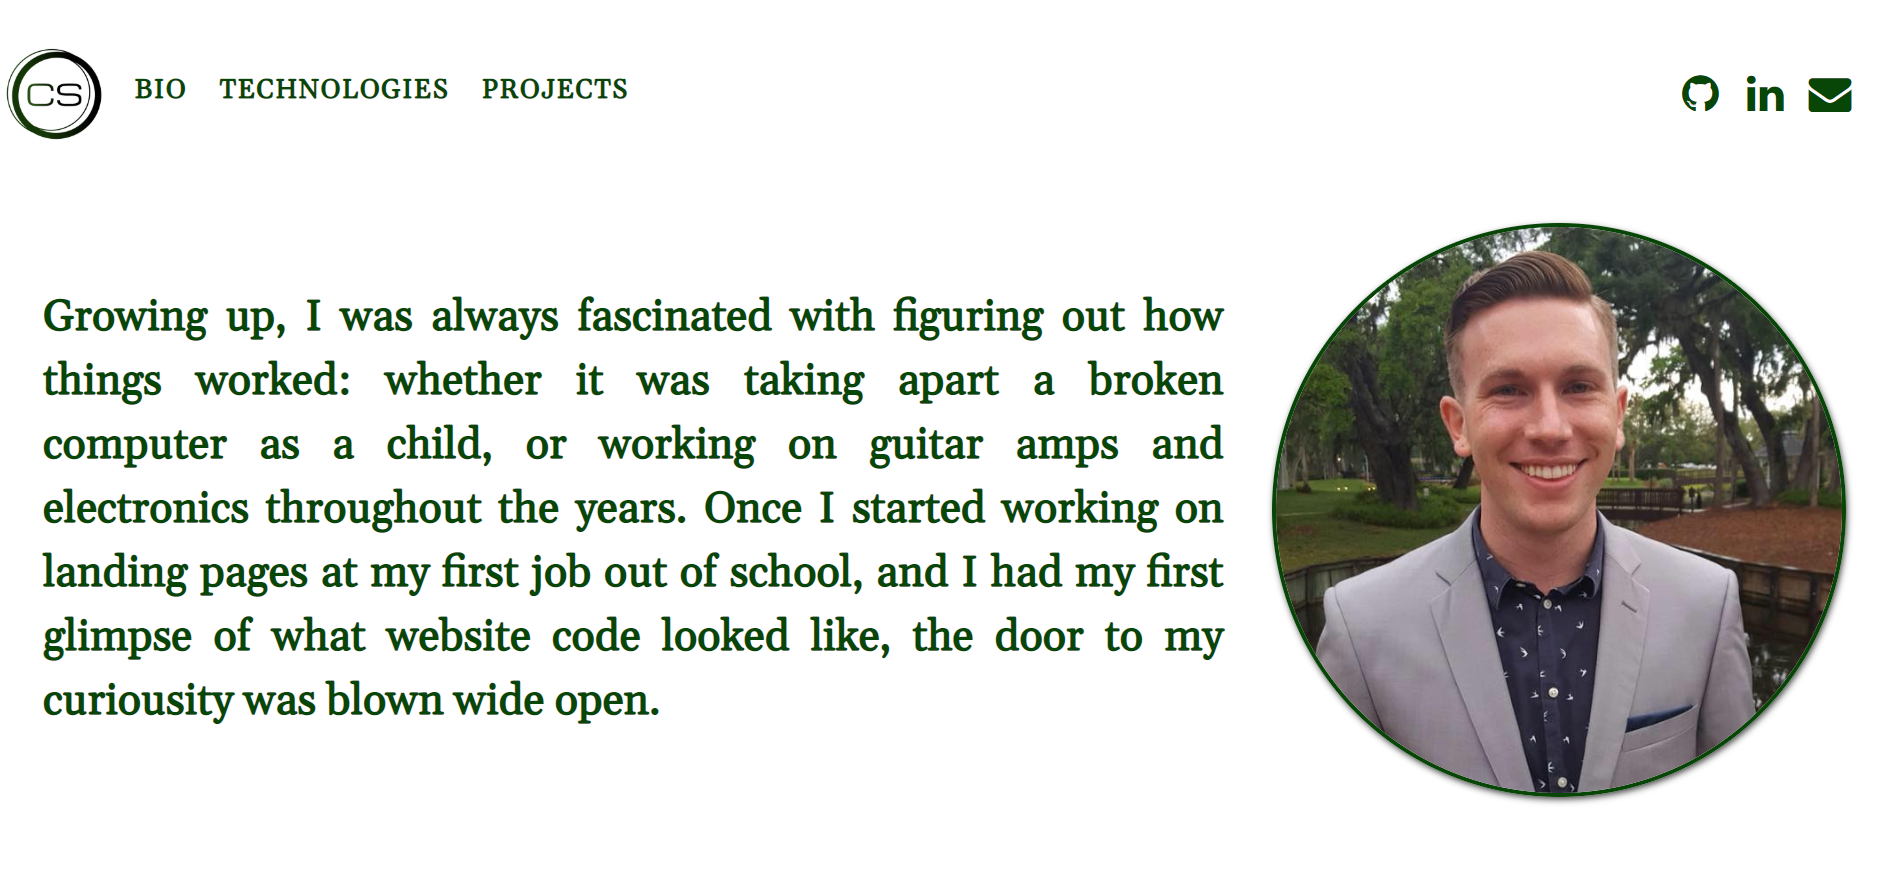 CS
BIO TECHNOLOGIES PROJECTS
in
Growing up, I was always fascinated with figuring out how
things worked: whether it was taking apart a broken
computer as a child, or working on guitar amps and
electronics throughout the years. Once I started working on
landing pages at my first job out of school, and I had my first
glimpse of what website code looked like, the door to my
curiousity was blown wide open.